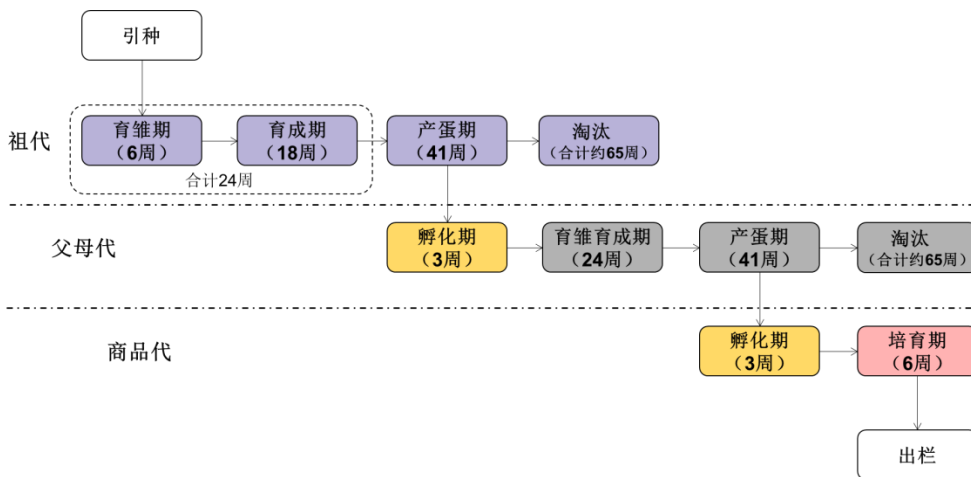 引种
祖代
育雏期
（6周）
育成期
（18周）
产蛋期
（41周）
淘汰
（合计约65周）
合计24周
父母代
孵化期
（3周）
育雏育成期
（24周）
产蛋期
（41周）
淘汰
（合计约65周）
商品代
孵化期
（3周）
培育期
（6周）
出栏